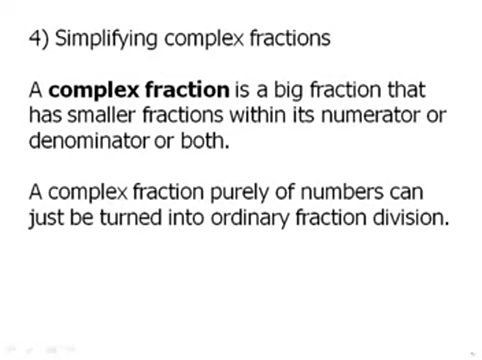 4) Simplifying complex fractions
A complex fraction is a big fraction that
has smaller fractions within its numerator or
denominator or both.
A complex fraction purely of numbers can
just be turned into ordinary fraction division.